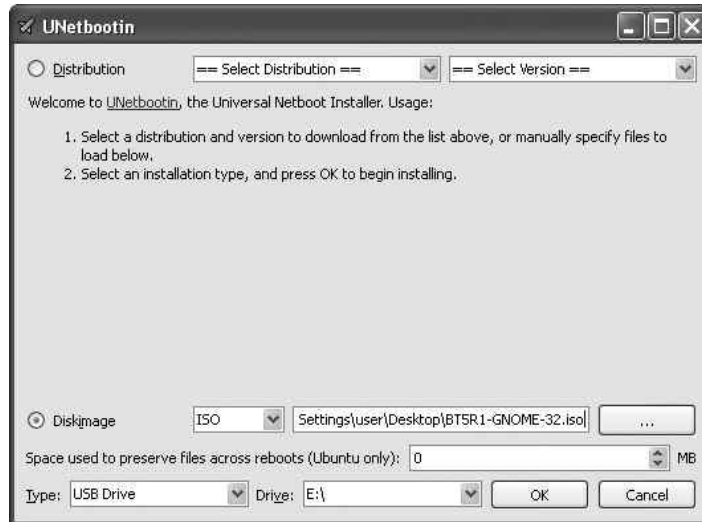 UNetbootin
Distribution == Select Distribution == == Select Version ==
Welcome to UNetbootin, the Universal Netboot Installer. Usage:
1. Select a distribution and version to download from the list above, or manually specify files to
load below.
2. Select an installation type, and press OK to begin installing.
Diskimage ISO Settings\user\Desktop\BT5R1-GNOME-32.iso ...
Space used to preserve files across reboots (Ubuntu only): 0 MB
Type: USB Drive Drive: E:\ OK Cancel